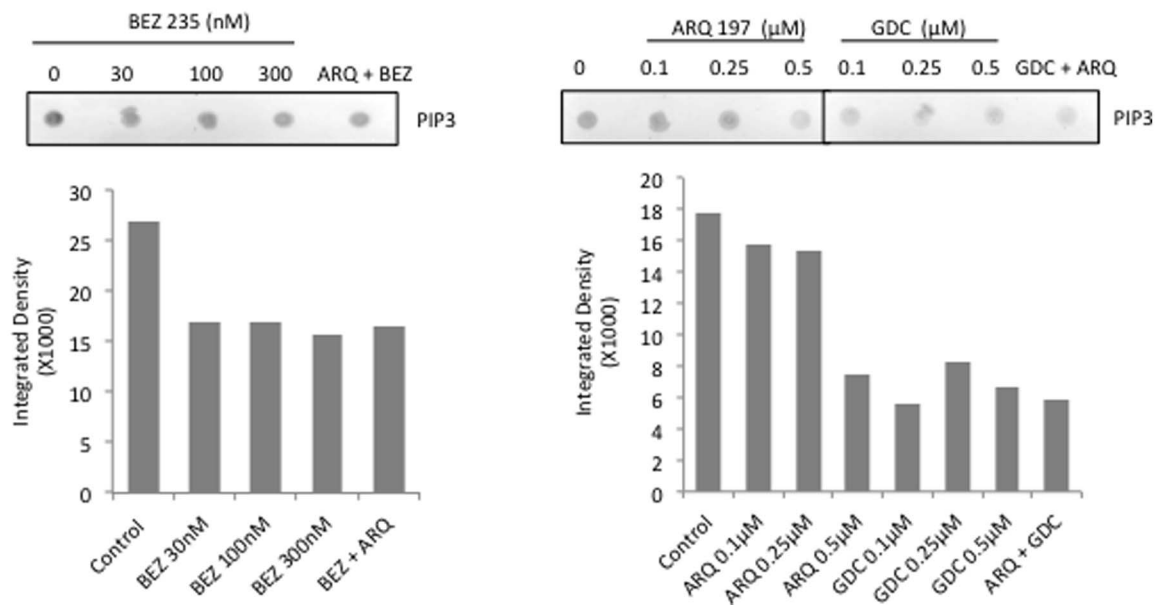 BEZ 235 (nM)
0 30 100 300 ARQ + BEZ
PIP3
30
25
20
15
10
5
0
Integrated Density
(X1000)
Control
BEZ 30nM
BEZ 100nM
BEZ 300nM
BEZ + ARQ
ARQ 197 (μM) GDC (μM)
0 0.1 0.25 0.5 0.1 0.25 0.5 GDC + ARQ
PIP3
20
18
16
14
12
10
8
6
4
2
0
Integrated Density
(X1000)
Control
ARQ 0.1μM
ARQ 0.25μM
ARQ 0.5μM
GDC 0.1μM
GDC 0.25μM
GDC 0.5μM
ARQ + GDC